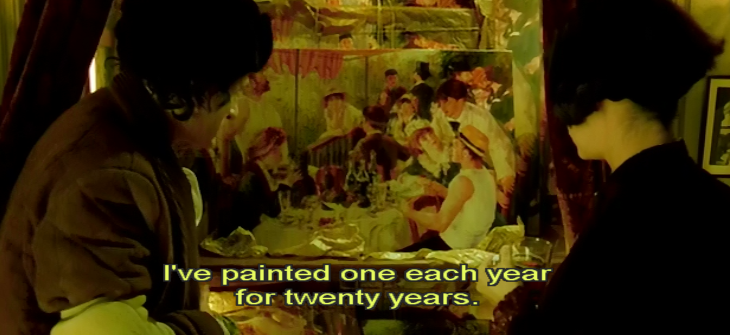 I've painted one each year
for twenty years.